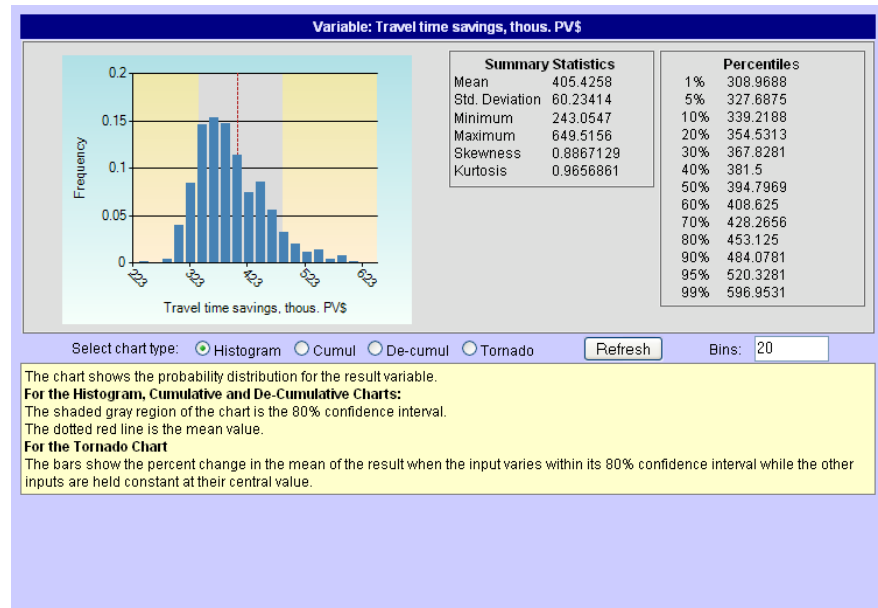 Variable: Travel time savings, thous. PV$
0.2
0.15
0.1
0.05
0
Frequency
223
323
423
523
623
Travel time savings, thous. PV$
Summary Statistics
Mean 405.4258
Std. Deviation 60.23414
Minimum 243.0547
Maximum 649.5156
Skewness 0.8867129
Kurtosis 0.9656861
Percentiles
1% 308.9688
5% 327.6875
10% 339.2188
20% 354.5313
30% 367.8281
40% 381.5
50% 394.7969
60% 408.625
70% 428.2656
80% 453.125
90% 484.0781
95% 520.3281
99% 596.9531
Select chart type: Histogram Cumul De-cumul Tornado Refresh Bins: 20
The chart shows the probability distribution for the result variable.
For the Histogram, Cumulative and De-Cumulative Charts:
The shaded gray region of the chart is the 80% confidence interval.
The dotted red line is the mean value.
For the Tornado Chart
The bars show the percent change in the mean of the result when the input varies within its 80% confidence interval while the other
inputs are held constant at their central value.